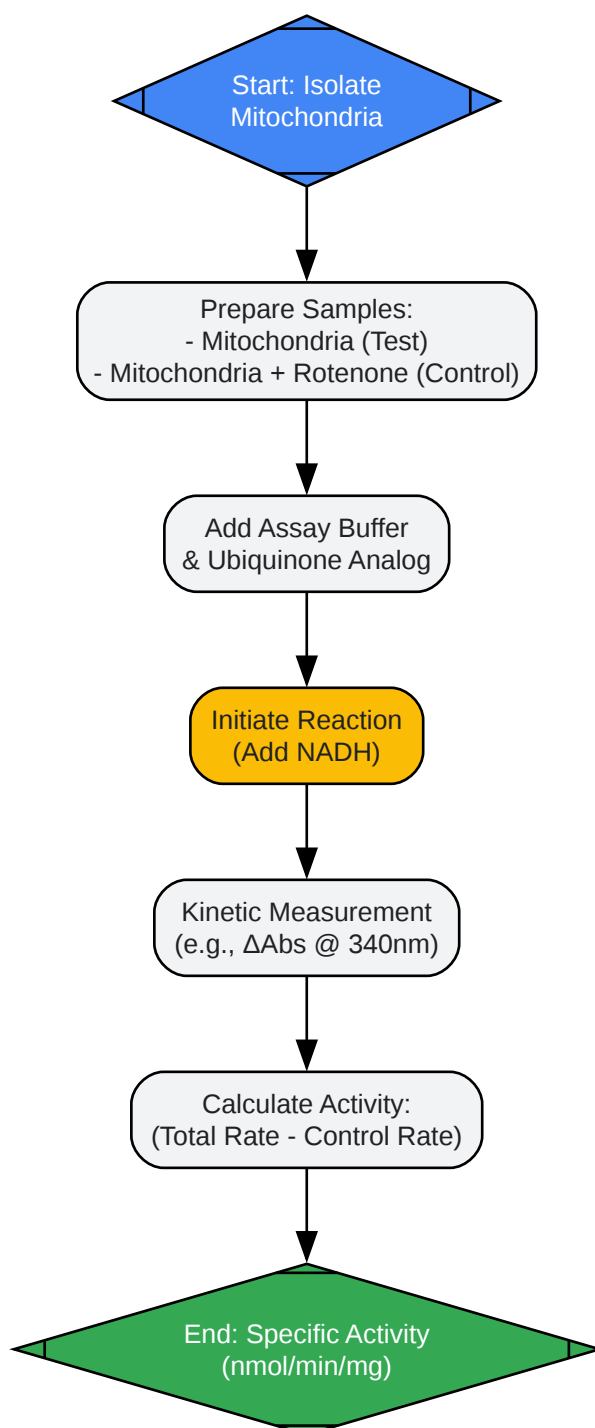 Start: Isolate
Mitochondria
Prepare Samples:
- Mitochondria (Test)
- Mitochondria + Rotenone (Control)
Add Assay Buffer
& Ubiquinone Analog
Initiate Reaction
(Add NADH)
Kinetic Measurement
(e.g., ΔAbs @ 340nm)
Calculate Activity:
(Total Rate - Control Rate)
End: Specific Activity
(nmol/min/mg)